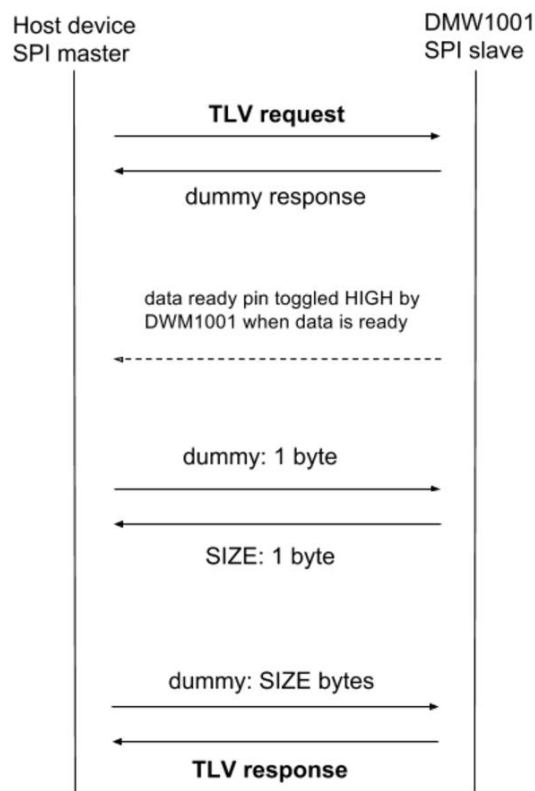 Host device
SPI master
DMW1001
SPI slave
TLV request
dummy response
data ready pin toggled HIGH by
DWM1001 when data is ready
dummy: 1 byte
SIZE: 1 byte
dummy: SIZE bytes
TLV response